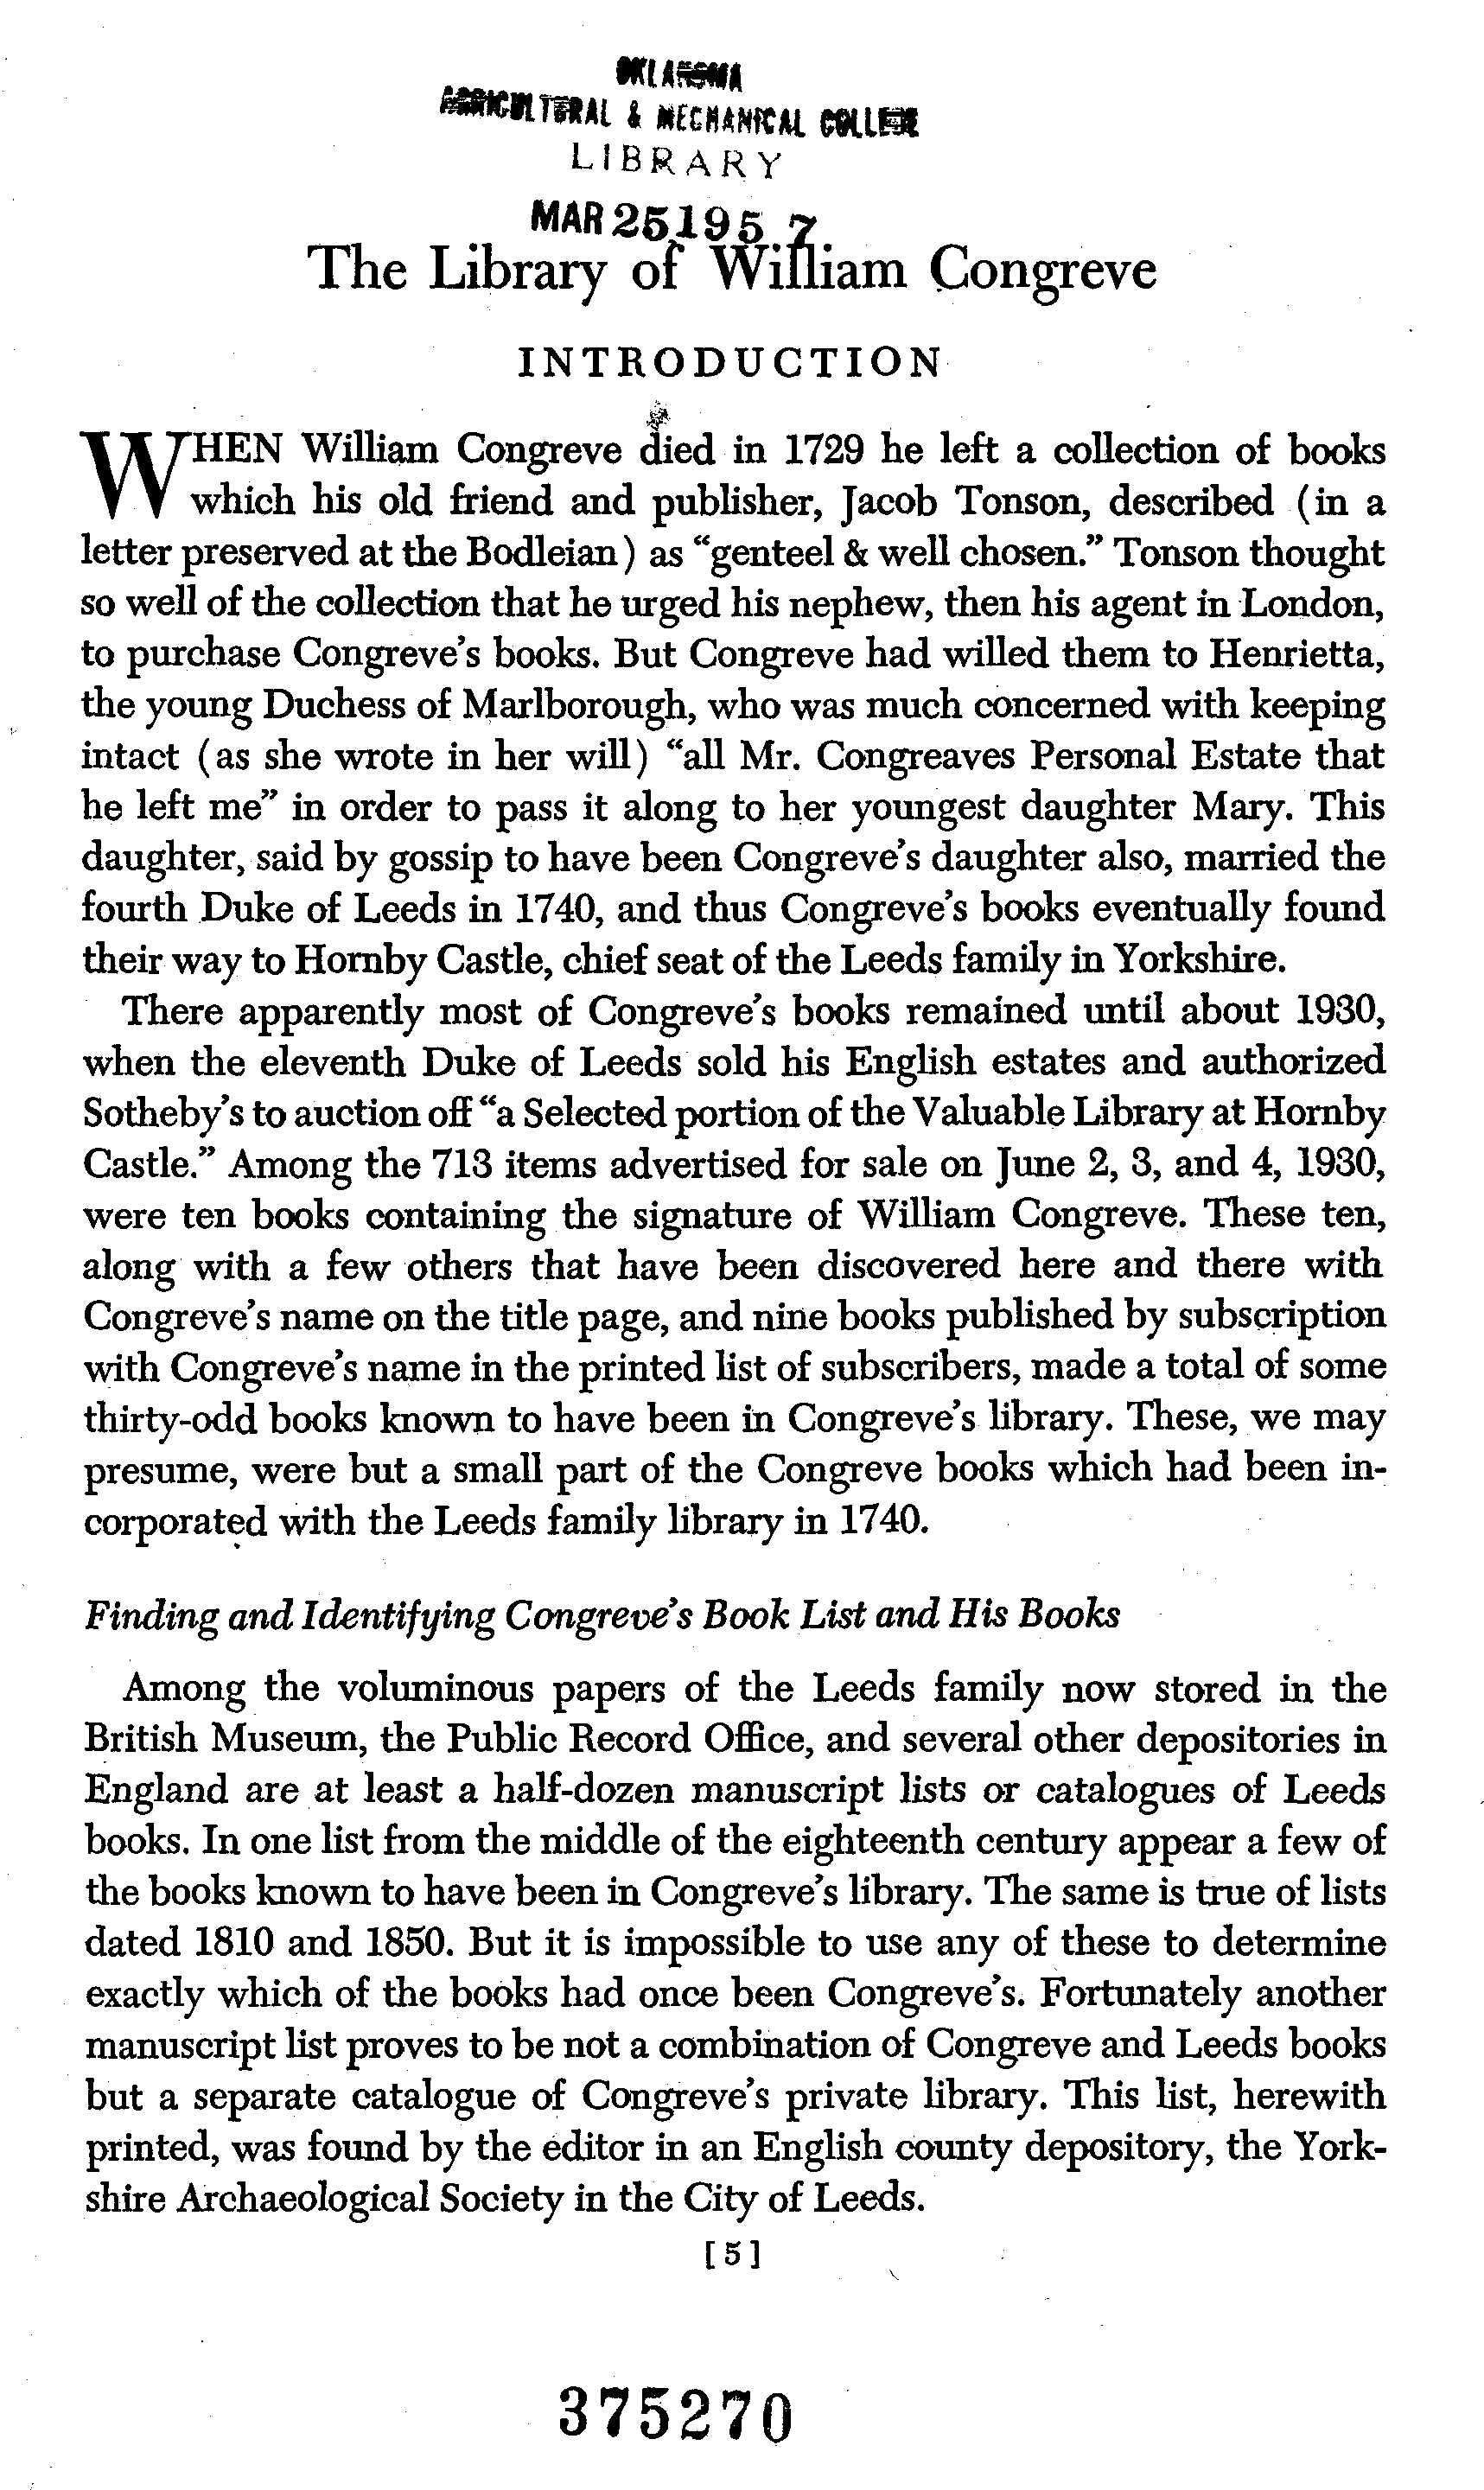 OKLAHOMA
AGRICULTURAL & MECHANICAL COLLEGE
LIBRARY
MAR 25 1957
The Library of William Congreve
INTRODUCTION
WHEN William Congreve died in 1729 he left a collection of books
which his old friend and publisher, Jacob Tonson, described (in a
letter preserved at the Bodleian) as “genteel & well chosen.” Tonson thought
so well of the collection that he urged his nephew, then his agent in London,
to purchase Congreve’s books. But Congreve had willed them to Henrietta,
the young Duchess of Marlborough, who was much concerned with keeping
intact (as she wrote in her will) “all Mr. Congreaves Personal Estate that
he left me” in order to pass it along to her youngest daughter Mary. This
daughter, said by gossip to have been Congreve’s daughter also, married the
fourth Duke of Leeds in 1740, and thus Congreve’s books eventually found
their way to Hornby Castle, chief seat of the Leeds family in Yorkshire.
There apparently most of Congreve’s books remained until about 1930,
when the eleventh Duke of Leeds sold his English estates and authorized
Sotheby’s to auction off “a Selected portion of the Valuable Library at Hornby
Castle.” Among the 713 items advertised for sale on June 2, 3, and 4, 1930,
were ten books containing the signature of William Congreve. These ten,
along with a few others that have been discovered here and there with
Congreve’s name on the title page, and nine books published by subscription
with Congreve’s name in the printed list of subscribers, made a total of some
thirty-odd books known to have been in Congreve’s library. These, we may
presume, were but a small part of the Congreve books which had been in-
corporated with the Leeds family library in 1740.
Finding and Identifying Congreve’s Book List and His Books
Among the voluminous papers of the Leeds family now stored in the
British Museum, the Public Record Office, and several other depositories in
England are at least a half-dozen manuscript lists or catalogues of Leeds
books. In one list from the middle of the eighteenth century appear a few of
the books known to have been in Congreve’s library. The same is true of lists
dated 1810 and 1850. But it is impossible to use any of these to determine
exactly which of the books had once been Congreve’s. Fortunately another
manuscript list proves to be not a combination of Congreve and Leeds books
but a separate catalogue of Congreve’s private library. This list, herewith
printed, was found by the editor in an English county depository, the York-
shire Archaeological Society in the City of Leeds.
[ 5 ]
375270